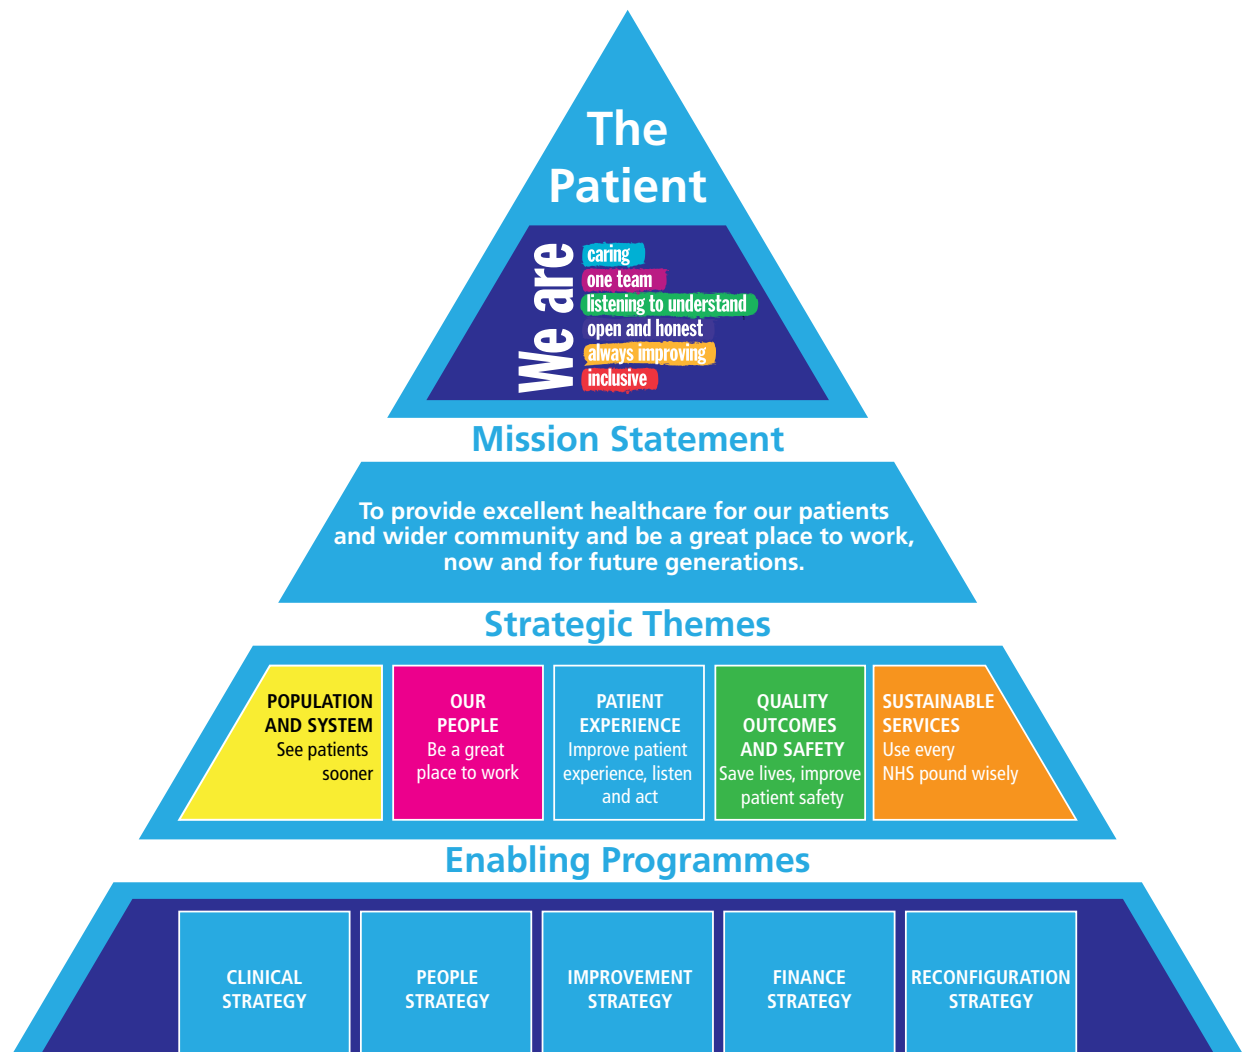 The
Patient
We are
caring
one team
listening to understand
open and honest
always improving
inclusive
Mission Statement
To provide excellent healthcare for our patients
and wider community and be a great place to work,
now and for future generations.
Strategic Themes
POPULATION
AND SYSTEM
See patients
sooner
OUR
PEOPLE
Be a great
place to work
PATIENT
EXPERIENCE
Improve patient
experience, listen
and act
QUALITY
OUTCOMES
AND SAFETY
Save lives, improve
patient safety
SUSTAINABLE
SERVICES
Use every
NHS pound wisely
Enabling Programmes
CLINICAL
STRATEGY
PEOPLE
STRATEGY
IMPROVEMENT
STRATEGY
FINANCE
STRATEGY
RECONFIGURATION
STRATEGY